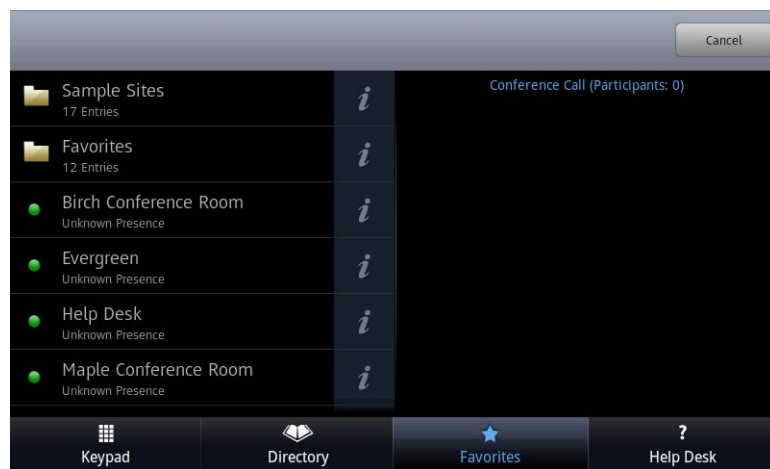 Cancel
Sample Sites
17 Entries
Favorites
12 Entries
Birch Conference Room
Unknown Presence
Evergreen
Unknown Presence
Help Desk
Unknown Presence
Maple Conference Room
Unknown Presence
Conference Call (Participants: 0)
Keypad
Directory
Favorites
?
Help Desk